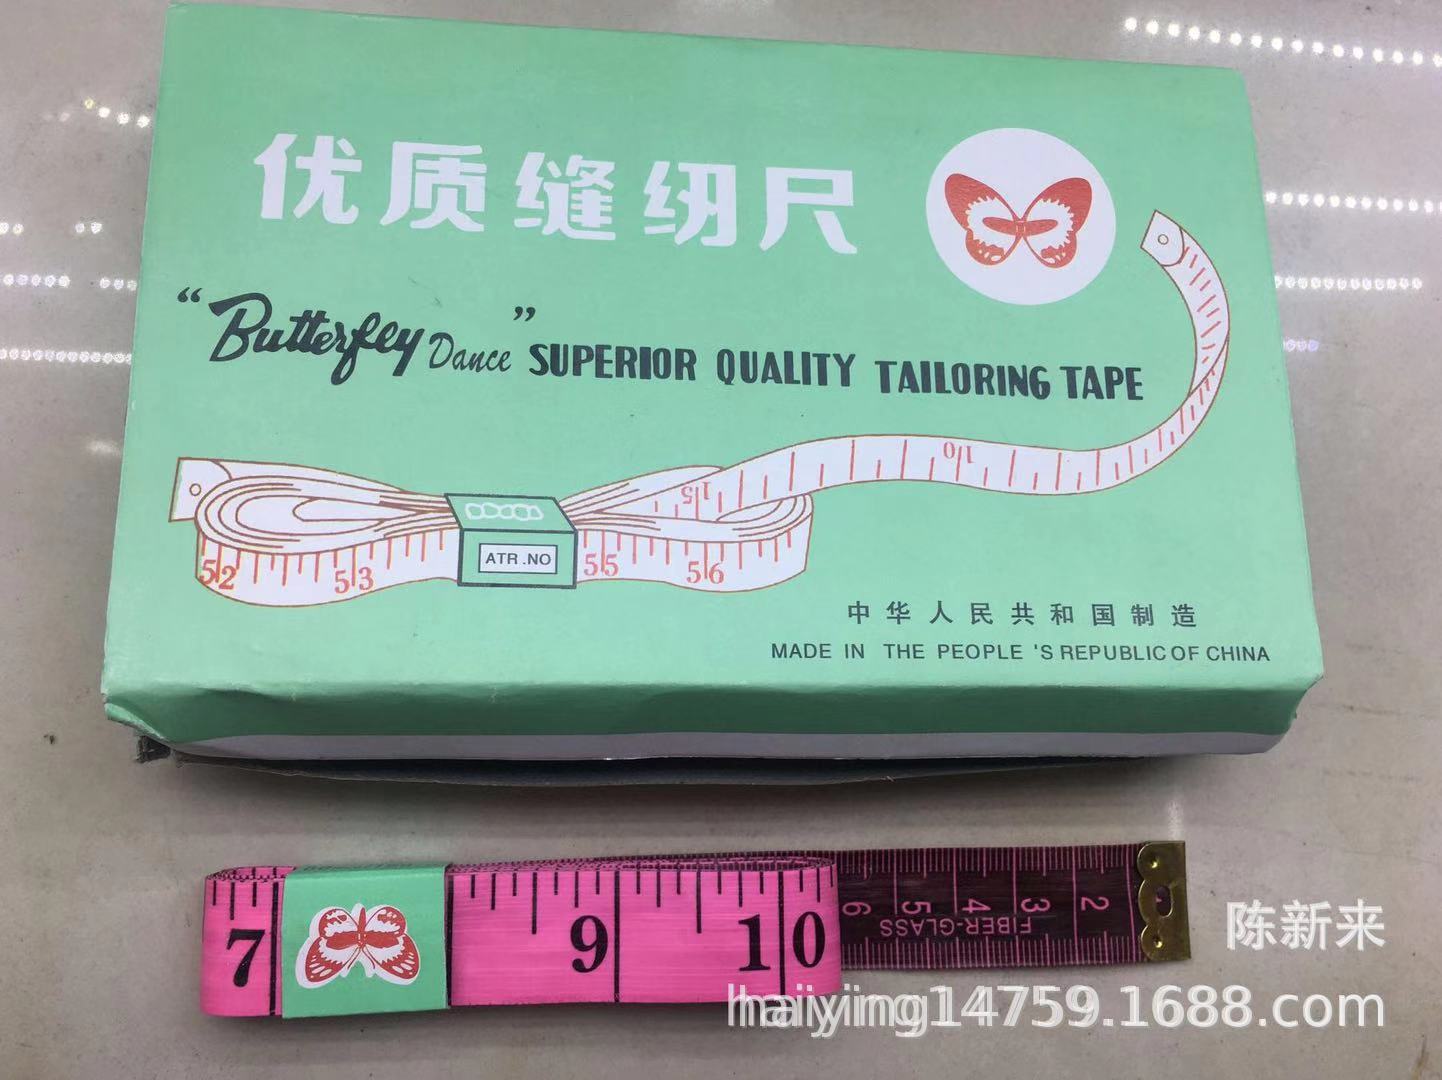 优质缝纫尺
"Butterfly Dance" SUPERIOR QUALITY TAILORING TAPE
10
15
52 53 55 56
ATR.NO
中华人民共和国制造
MADE IN THE PEOPLE 'S REPUBLIC OF CHINA
7 9 10
6 5 4 3 2
FIBER-GLASS
陈新来
haiying14759.1688.com